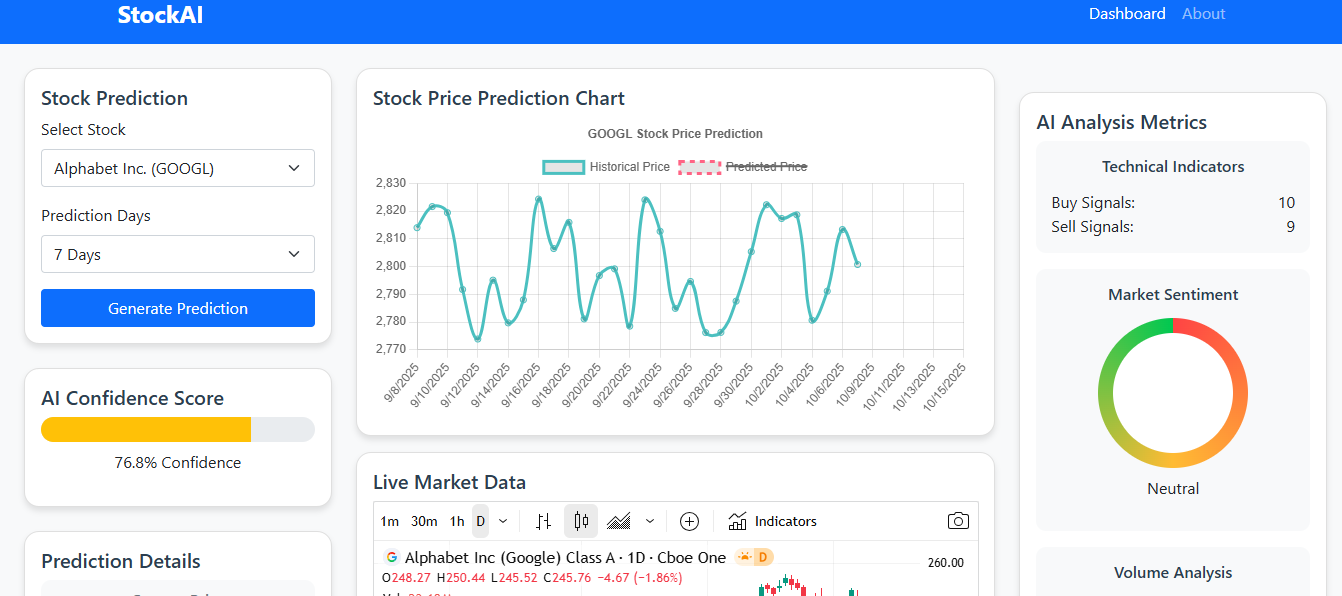 StockAI
Dashboard About
Stock Prediction
Select Stock
Alphabet Inc. (GOOGL)
Prediction Days
7 Days
Generate Prediction
AI Confidence Score
76.8% Confidence
Prediction Details
Stock Price Prediction Chart
GOOGL Stock Price Prediction
Historical Price Predicted Price
2,830
2,820
2,810
2,800
2,790
2,780
2,770
9/8/2025 9/10/2025 9/12/2025 9/14/2025 9/16/2025 9/18/2025 9/20/2025 9/22/2025 9/24/2025 9/26/2025 9/28/2025 9/30/2025 10/2/2025 10/4/2025 10/6/2025 10/9/2025 10/11/2025 10/13/2025 10/15/2025
Live Market Data
1m 30m 1h D Indicators
G Alphabet Inc (Google) Class A · 1D · Cboe One D
O248.27 H250.44 L245.52 C245.76 −4.67 (−1.86%)
260.00
AI Analysis Metrics
Technical Indicators
Buy Signals: 10
Sell Signals: 9
Market Sentiment
Neutral
Volume Analysis